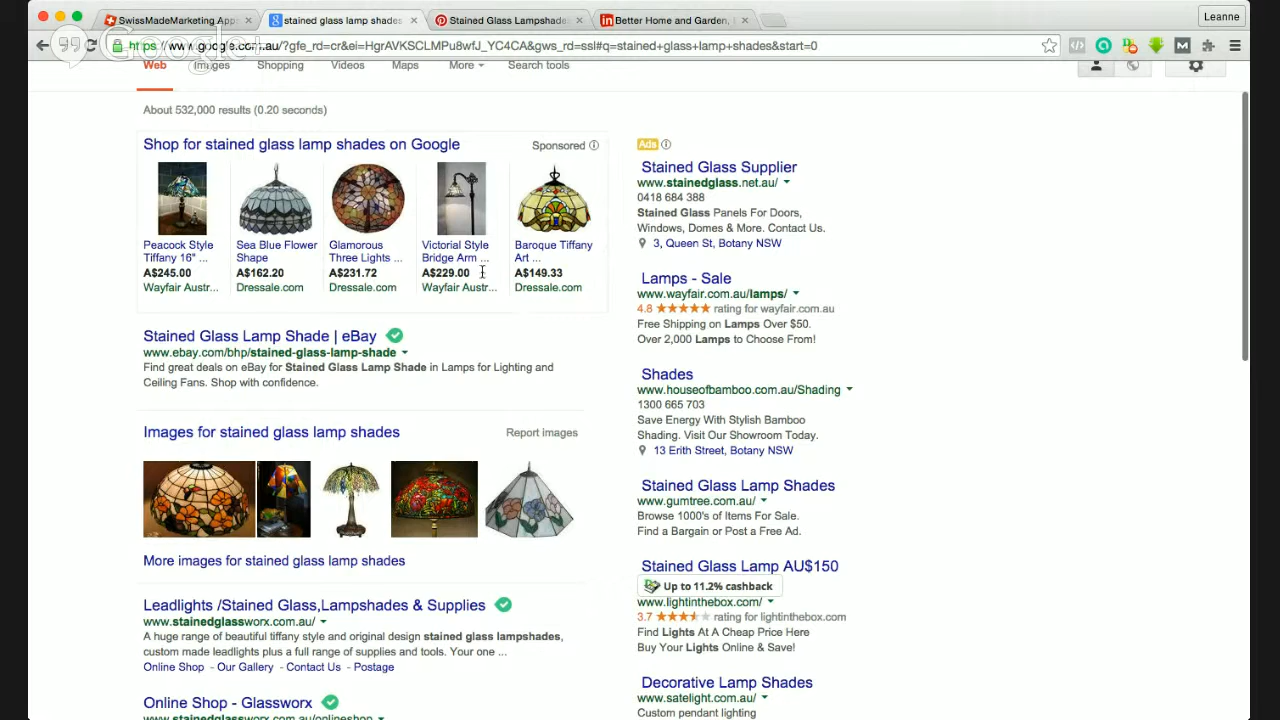 SwissMadeMarketing App
stained glass lamp shades
Stained Glass Lampshade
Better Home and Garden,
Leanne
https://www.google.com.au/?gfe_rd=cr&ei=HgrAVKSCLMPu8wfJ_YC4CA&gws_rd=ssl#q=stained+glass+lamp+shades&start=0
Google+
Web Images Shopping Videos Maps More Search tools
About 532,000 results (0.20 seconds)
Shop for stained glass lamp shades on Google
Sponsored
Peacock Style
Tiffany 16" ...
A$245.00
Wayfair Austr...
Sea Blue Flower
Shape
A$162.20
Dressale.com
Glamorous
Three Lights ...
A$231.72
Dressale.com
Victorial Style
Bridge Arm ...
A$229.00
Wayfair Austr...
Baroque Tiffany
Art ...
A$149.33
Dressale.com
Stained Glass Lamp Shade | eBay
www.ebay.com/bhp/stained-glass-lamp-shade
Find great deals on eBay for Stained Glass Lamp Shade in Lamps for Lighting and
Ceiling Fans. Shop with confidence.
Images for stained glass lamp shades
Report images
More images for stained glass lamp shades
Leadlights /Stained Glass,Lampshades & Supplies
www.stainedglassworx.com.au/
A huge range of beautiful tiffany style and original design stained glass lampshades,
custom made leadlights plus a full range of supplies and tools. Your one ...
Online Shop - Our Gallery - Contact Us - Postage
Online Shop - Glassworx
www.stainedglassworx.com.au/onlineshop
Ads
Stained Glass Supplier
www.stainedglass.net.au/
0418 684 388
Stained Glass Panels For Doors,
Windows, Domes & More. Contact Us.
3, Queen St, Botany NSW
Lamps - Sale
www.wayfair.com.au/lamps/
4.8 ★★★★★ rating for wayfair.com.au
Free Shipping on Lamps Over $50.
Over 2,000 Lamps to Choose From!
Shades
www.houseofbamboo.com.au/Shading
1300 665 703
Save Energy With Stylish Bamboo
Shading. Visit Our Showroom Today.
13 Erith Street, Botany NSW
Stained Glass Lamp Shades
www.gumtree.com.au/
Browse 1000's of Items For Sale.
Find a Bargain or Post a Free Ad.
Stained Glass Lamp AU$150
Up to 11.2% cashback
www.lightinthebox.com/
3.7 ★★★★★ rating for lightinthebox.com
Find Lights At A Cheap Price Here
Buy Your Lights Online & Save!
Decorative Lamp Shades
www.satelight.com.au/
Custom pendant lighting